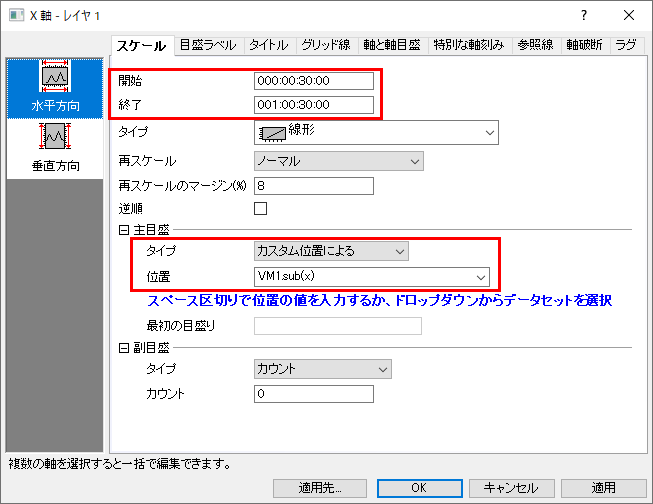 X 軸 - レイヤ 1
スケール 目盛ラベル タイトル グリッド線 軸と軸目盛 特別な軸刻み 参照線 軸破断 ラグ
水平方向
垂直方向
開始 000:00:30:00
終了 001:00:30:00
タイプ 線形
再スケール ノーマル
再スケールのマージン(%) 8
逆順
主目盛
タイプ カスタム位置による
位置 VM1.sub(x)
スペース区切りで位置の値を入力するか、ドロップダウンからデータセットを選択
最初の目盛り
副目盛
タイプ カウント
カウント 0
複数の軸を選択すると一括で編集できます。
適用先... OK キャンセル 適用